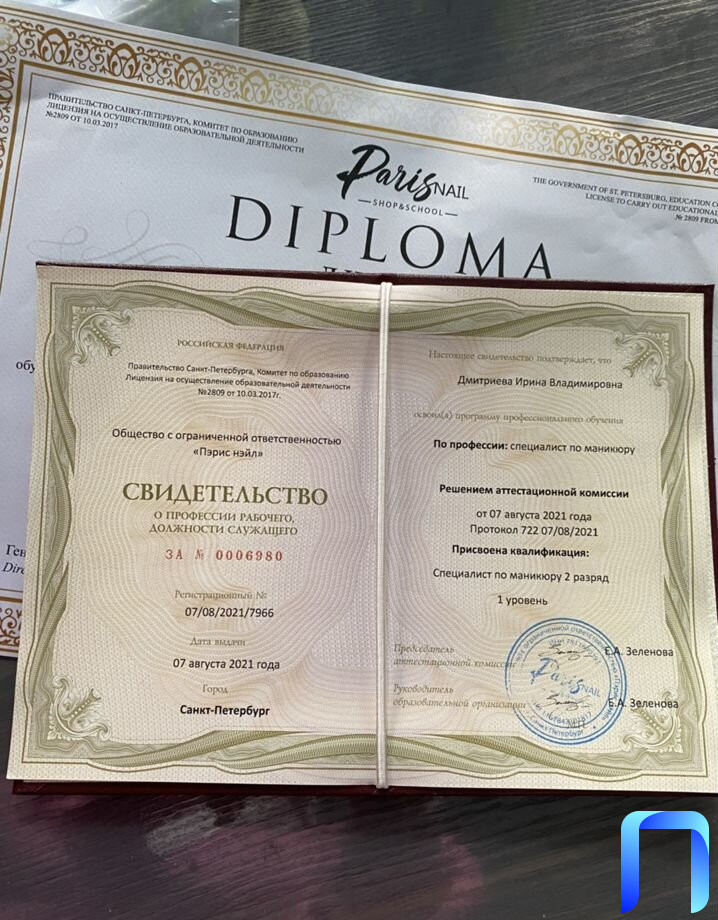 ПРАВИТЕЛЬСТВО САНКТ-ПЕТЕРБУРГА, КОМИТЕТ ПО ОБРАЗОВАНИЮ
ЛИЦЕНЗИЯ НА ОСУЩЕСТВЛЕНИЕ ОБРАЗОВАТЕЛЬНОЙ ДЕЯТЕЛЬНОСТИ
№2809 ОТ 10.03.2017
ParisNAIL
SHOP&SCHOOL
THE GOVERNMENT OF ST. PETERSBURG, EDUCATION
LICENSE TO CARRY OUT EDUCATIONAL
№ 2809 FROM
DIPLOMA
РОССИЙСКАЯ ФЕДЕРАЦИЯ
Правительство Санкт-Петербурга, Комитет по образованию
Лицензия на осуществление образовательной деятельности
№2809 от 10.03.2017г.
Общество с ограниченной ответственностью
«Пэрис нэйл»
СВИДЕТЕЛЬСТВО
О ПРОФЕССИИ РАБОЧЕГО,
ДОЛЖНОСТИ СЛУЖАЩЕГО
ЗА № 0006980
Регистрационный №
07/08/2021/7966
Дата выдачи
07 августа 2021 года
Город
Санкт-Петербург
Настоящее свидетельство подтверждает, что
Дмитриева Ирина Владимировна
освоил(а) программу профессионального обучения
По профессии: специалист по маникюру
Решением аттестационной комиссии
от 07 августа 2021 года
Протокол 722 07/08/2021
Присвоена квалификация:
Специалист по маникюру 2 разряд
1 уровень
Председатель
аттестационной комиссии
Е.А. Зеленова
Руководитель
образовательной организации
Е.А. Зеленова
ParisNAIL